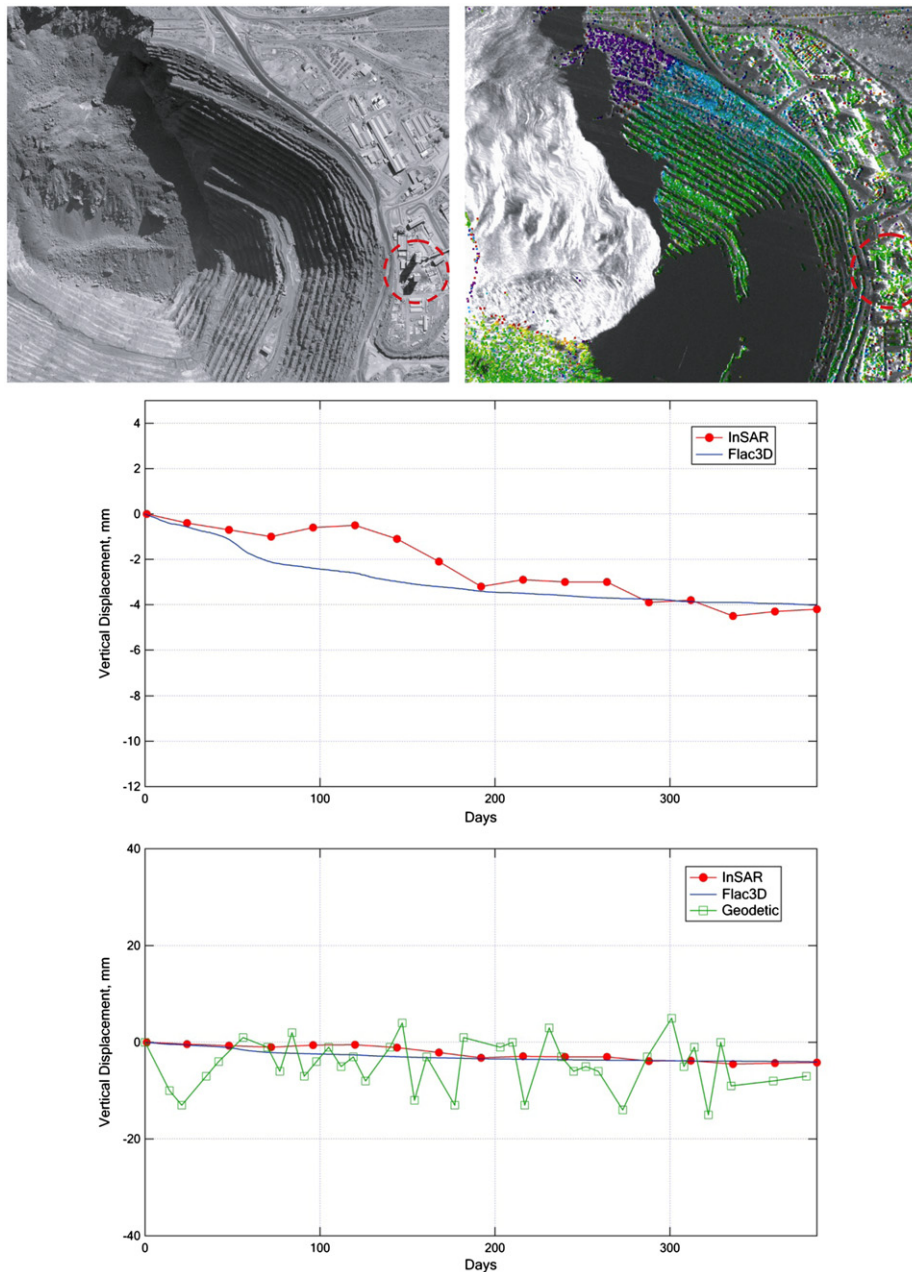 4
2
0
-2
-4
-6
-8
-10
-12
Vertical Displacement, mm
InSAR
Flac3D
0
100
200
300
Days
40
20
0
-20
-40
Vertical Displacement, mm
InSAR
Flac3D
Geodetic
0
100
200
300
Days